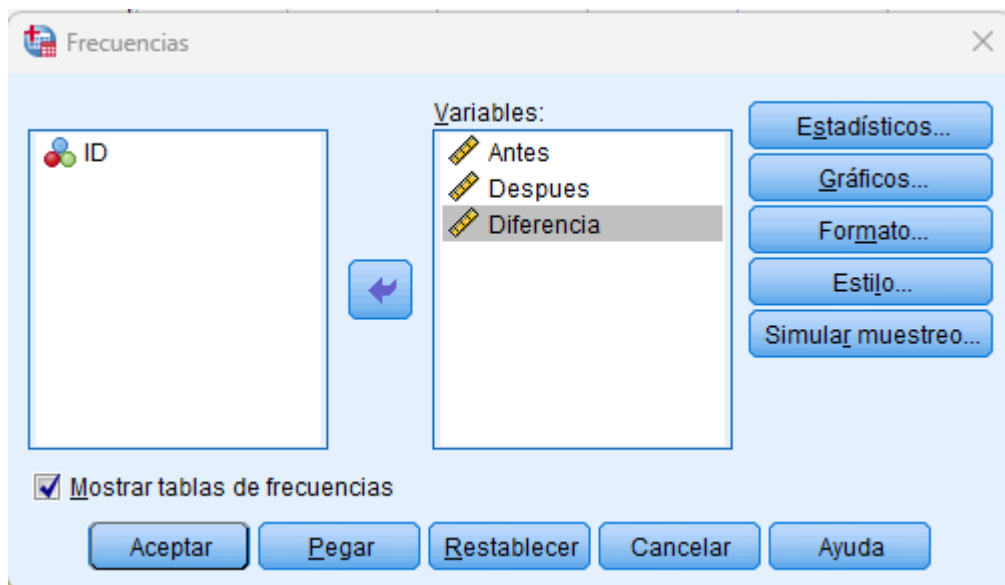 Frecuencias
ID
Variables:
Antes
Despues
Diferencia
Estadísticos...
Gráficos...
Formato...
Estilo...
Simular muestreo...
Mostrar tablas de frecuencias
Aceptar
Pegar
Restablecer
Cancelar
Ayuda